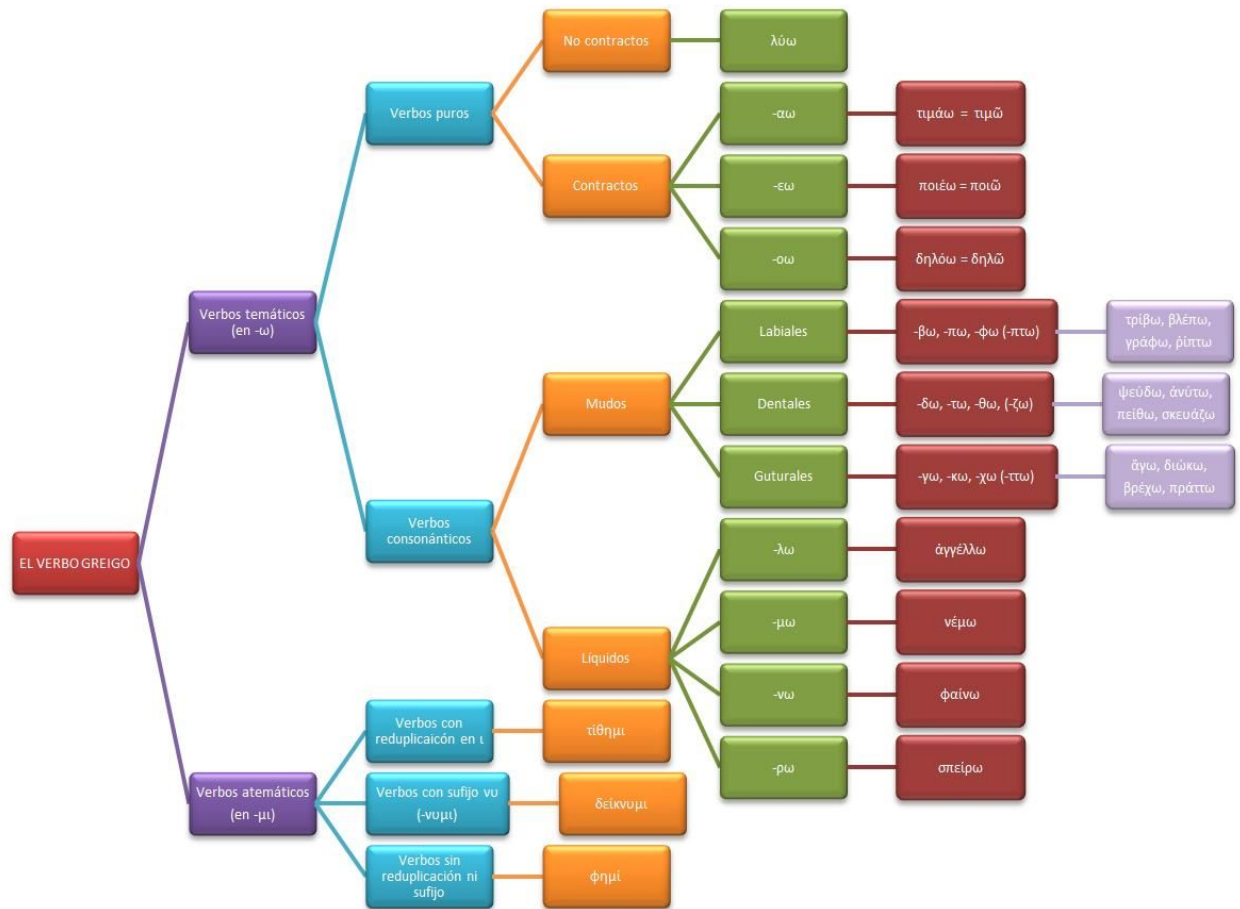 EL VERBO GREIGO
Verbos temáticos
(en -ω)
Verbos puros
No contractos
λύω
Contractos
-αω
τιμάω = τιμῶ
-εω
ποιέω = ποιῶ
-οω
δηλόω = δηλῶ
Verbos
consonánticos
Mudos
Labiales
-βω, -πω, -φω (-πτω)
τρίβω, βλέπω,
γράφω, ῥίπτω
Dentales
-δω, -τω, -θω, (-ζω)
ψεύδω, ἀνύτω,
πείθω, σκευάζω
Guturales
-γω, -κω, -χω (-ττω)
ἄγω, διώκω,
βρέχω, πράττω
Líquidos
-λω
ἀγγέλλω
-μω
νέμω
-νω
φαίνω
-ρω
σπείρω
Verbos atemáticos
(en -μι)
Verbos con
reduplicaicón en ι
τίθημι
Verbos con sufijo νυ
(-νυμι)
δείκνυμι
Verbos sin
reduplicación ni
sufijo
φημί